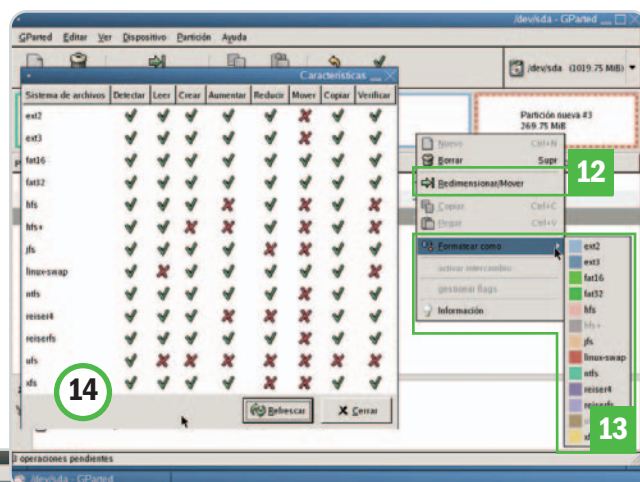 /dev/sda - GParted
GParted Editar Ver Dispositivo Partición Ayuda
/dev/sda (1019.75 MiB)
Características
Sistema de archivos Detectar Leer Crear Aumentar Reducir Mover Copiar Verificar
ext2
ext3
fat16
fat32
hfs
hfs+
jfs
linux-swap
ntfs
reiser4
reiserfs
ufs
xfs
14
Refrescar Cerrar
Partición nueva #3
269.75 MiB
Nuevo Ctrl+N
Borrar Supr
Redimensionar/Mover
12
Copiar Ctrl+C
Pegar Ctrl+V
Formatear como
activar intercambio
gestionar flags
Información
ext2
ext3
fat16
fat32
hfs
hfs+
jfs
linux-swap
ntfs
reiser4
reiserfs
13
3 operaciones pendientes
/dev/sda - GParted